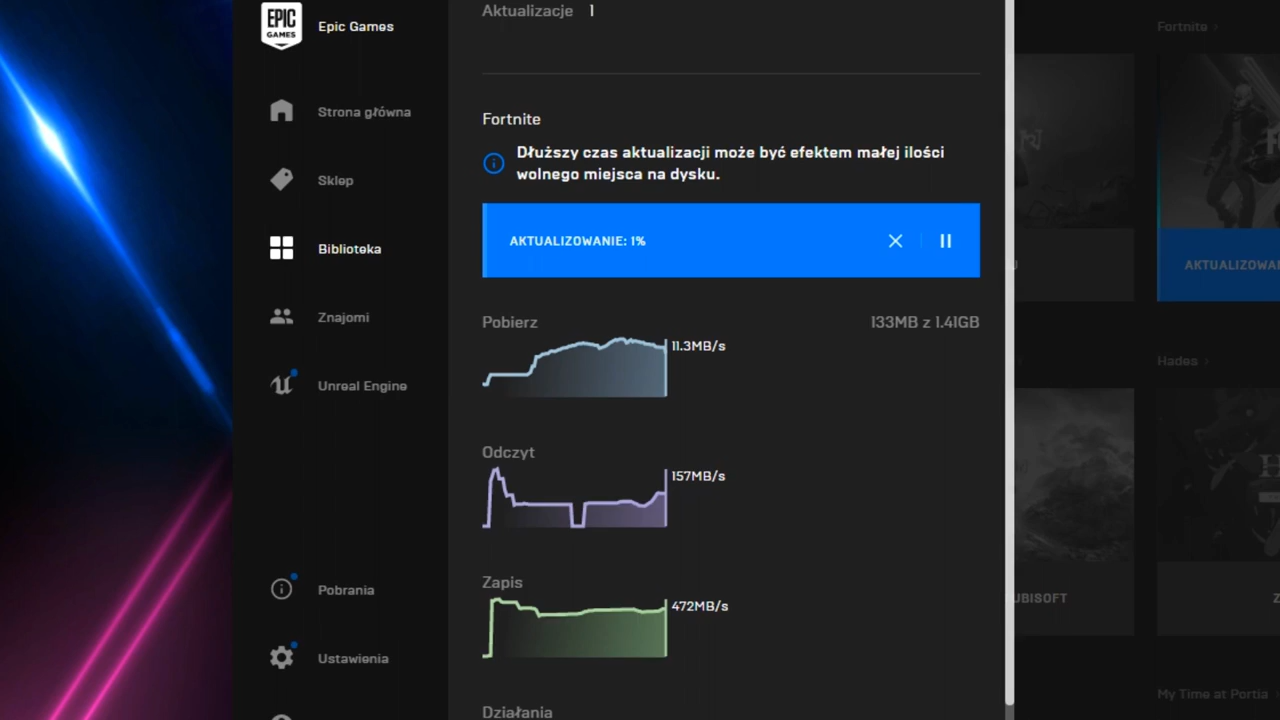 EPIC
GAMES
Epic Games
Strona główna
Sklep
Biblioteka
Znajomi
Unreal Engine
Pobrania
Ustawienia
Aktualizacje 1
Fortnite
Dłuższy czas aktualizacji może być efektem małej ilości
wolnego miejsca na dysku.
AKTUALIZOWANIE: 1%
Pobierz
133MB z 1.41GB
11.3MB/s
Odczyt
157MB/s
Zapis
472MB/s
Działania
Fortnite >
AKTUALIZOWAN
Hades >
UBISOFT
My Time at Portia